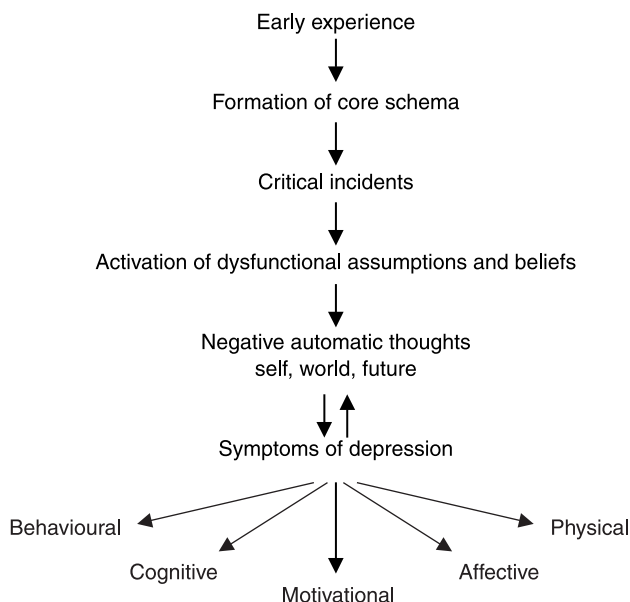 Early experience
Formation of core schema
Critical incidents
Activation of dysfunctional assumptions and beliefs
Negative automatic thoughts
self, world, future
Symptoms of depression
Behavioural
Physical
Cognitive
Affective
Motivational